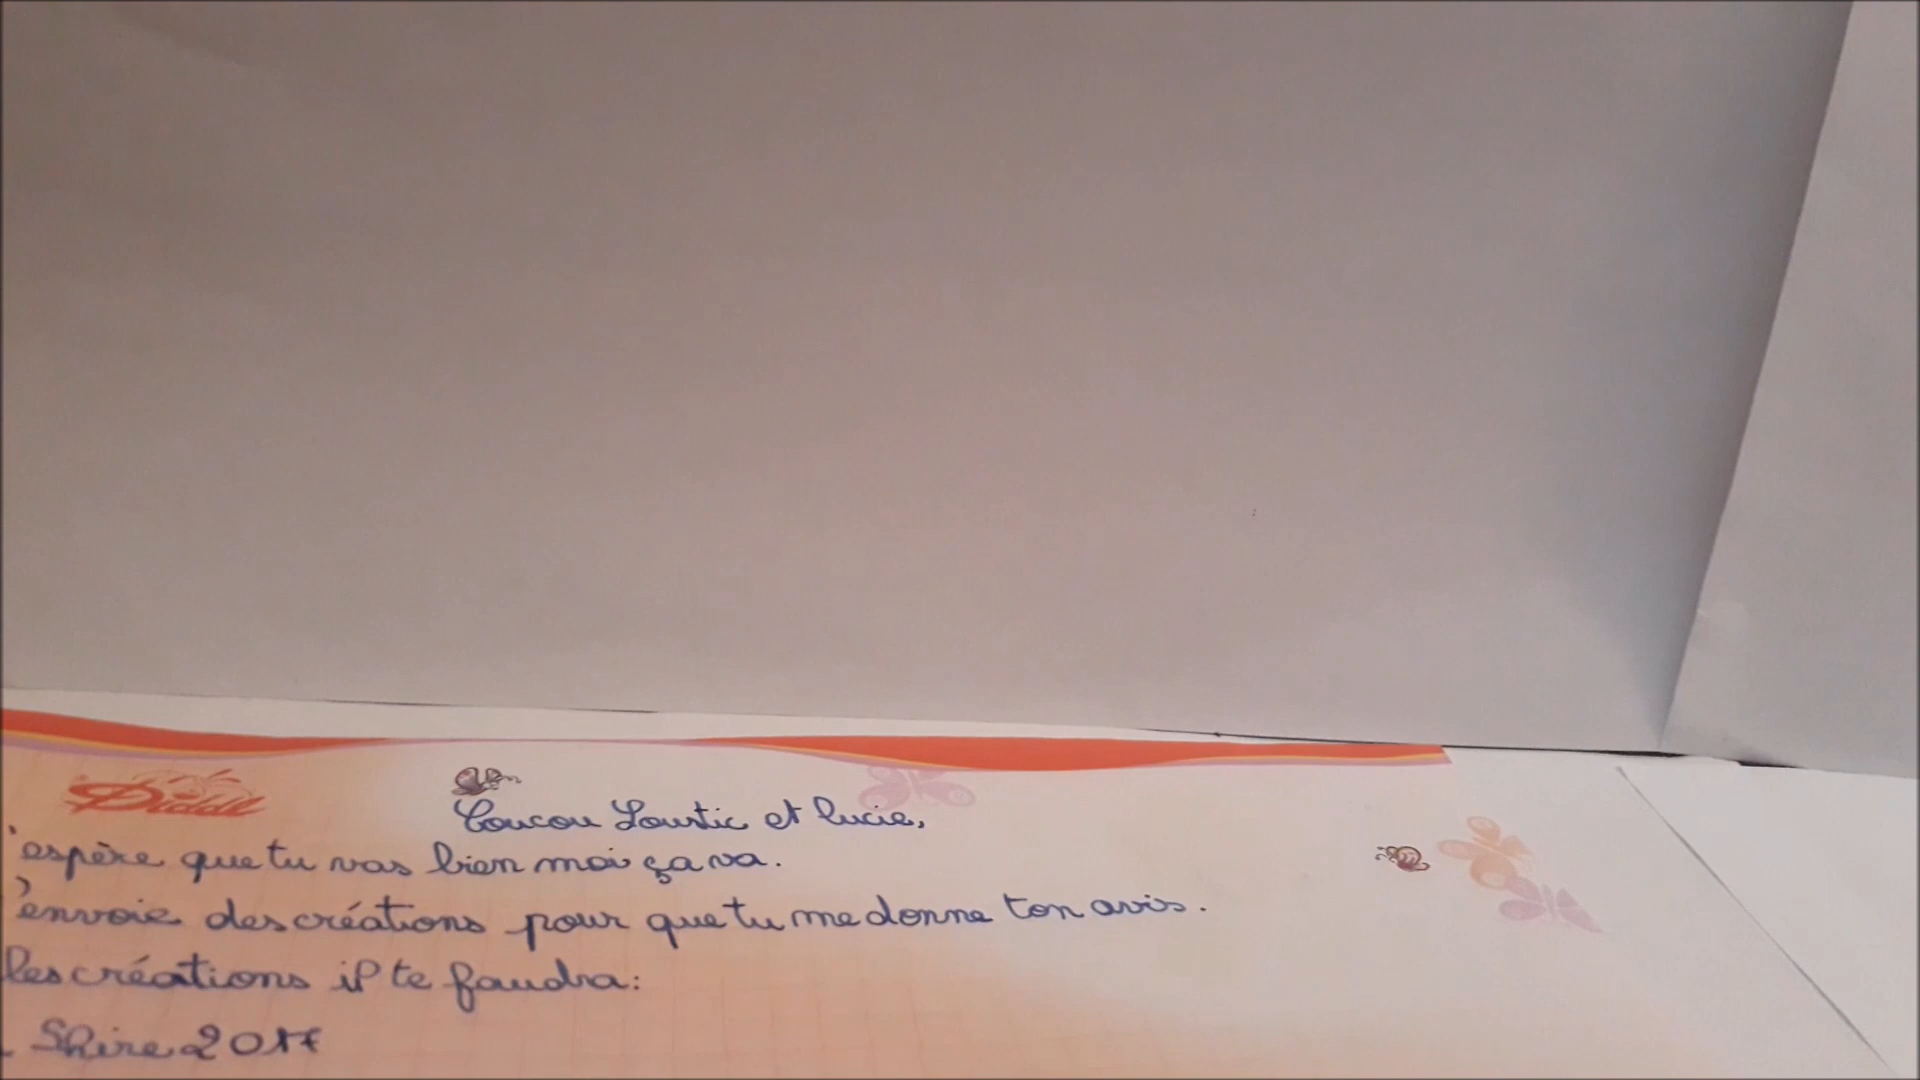 Diddl
Coucou Loustic et lucie,
'espère que tu vas bien moi ça va.
'envoie des créations pour que tu me donne ton avis.
les créations il te faudra:
- Shire 2017